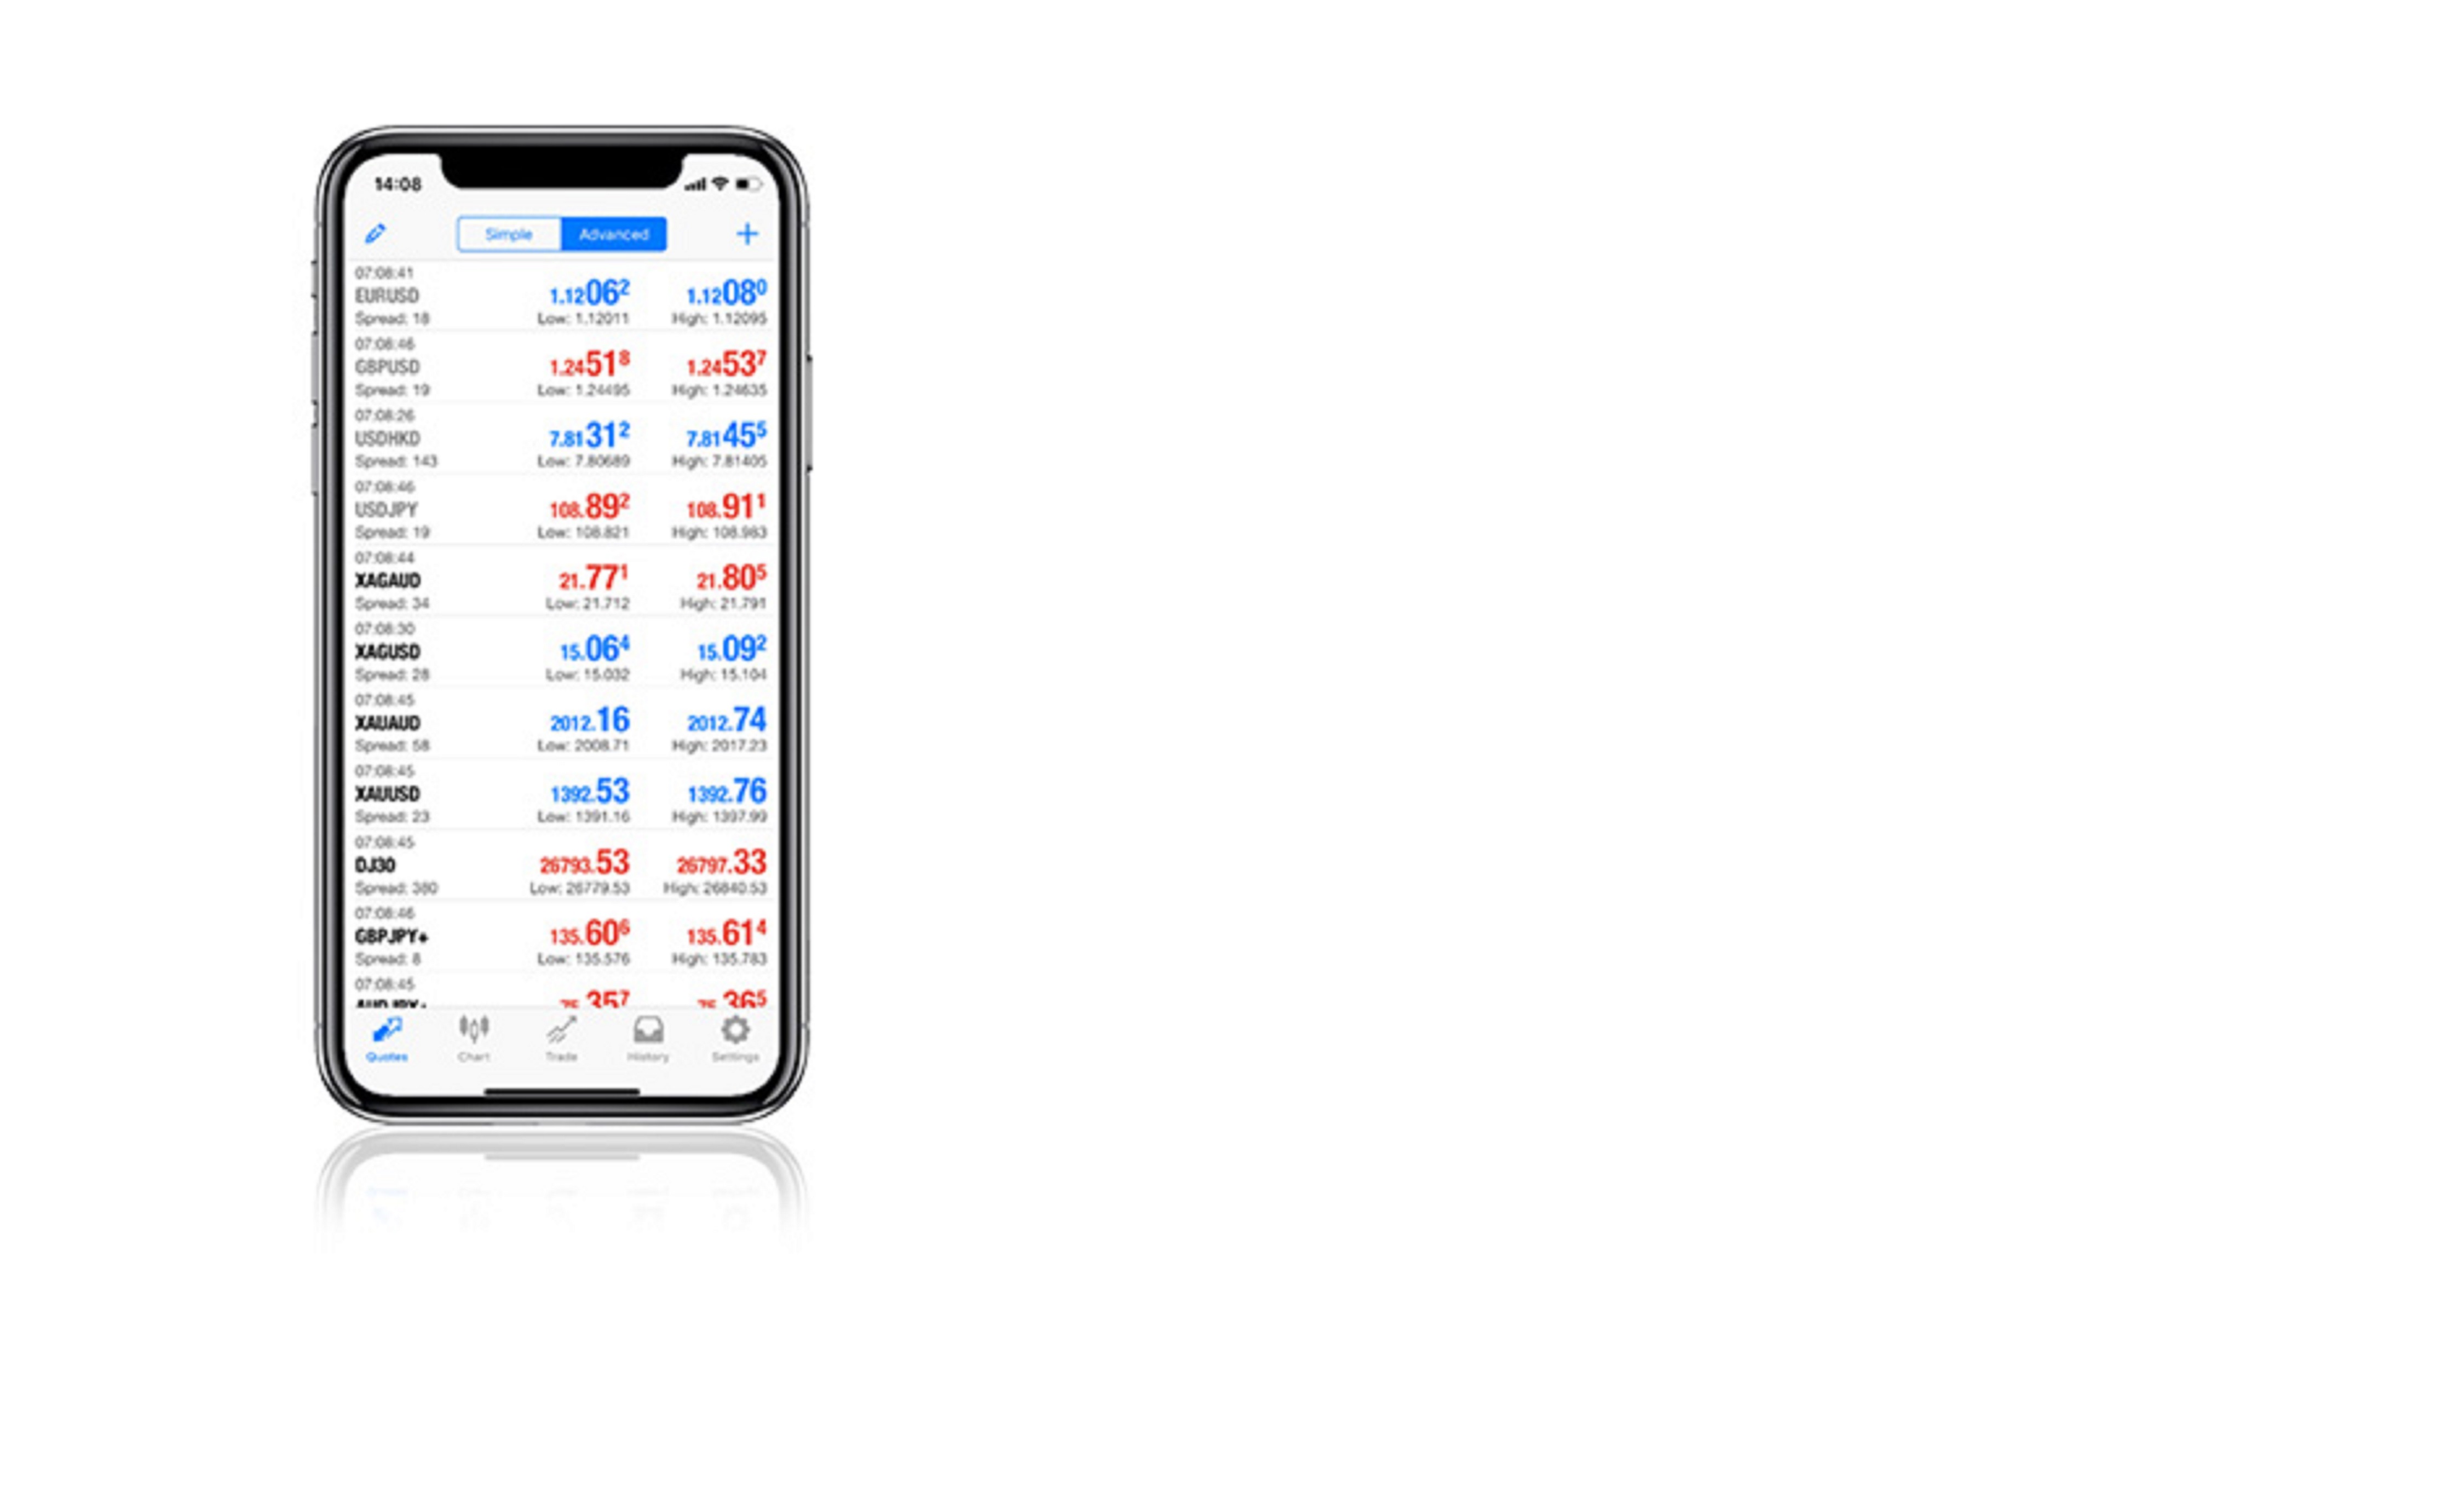 14:08
Simple Advanced
07:08:41
EURUSD 1.12062 1.12080
Spread: 18 Low: 1.12011 High: 1.12095
07:08:46
GBPUSD 1.24518 1.24537
Spread: 19 Low: 1.24495 High: 1.24635
07:08:26
USDHKD 7.81312 7.81455
Spread: 143 Low: 7.80689 High: 7.81405
07:08:46
USDJPY 108.892 108.911
Spread: 19 Low: 108.821 High: 108.983
07:08:44
XAGAUD 21.771 21.805
Spread: 34 Low: 21.712 High: 21.791
07:08:30
XAGUSD 15.064 15.092
Spread: 28 Low: 15.032 High: 15.104
07:08:45
XAUAUD 2012.16 2012.74
Spread: 58 Low: 2008.71 High: 2017.23
07:08:45
XAUUSD 1392.53 1392.76
Spread: 23 Low: 1391.16 High: 1397.99
07:08:45
DJ30 26793.53 26797.33
Spread: 380 Low: 26779.53 High: 26840.53
07:08:46
GBPJPY+ 135.606 135.614
Spread: 8 Low: 135.576 High: 135.783
07:08:45
357 365
Quotes Chart Trade History Settings